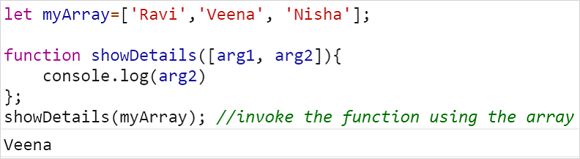 let myArray=['Ravi','Veena', 'Nisha'];
function showDetails([arg1, arg2]){
    console.log(arg2)
};
showDetails(myArray); //invoke the function using the array
Veena